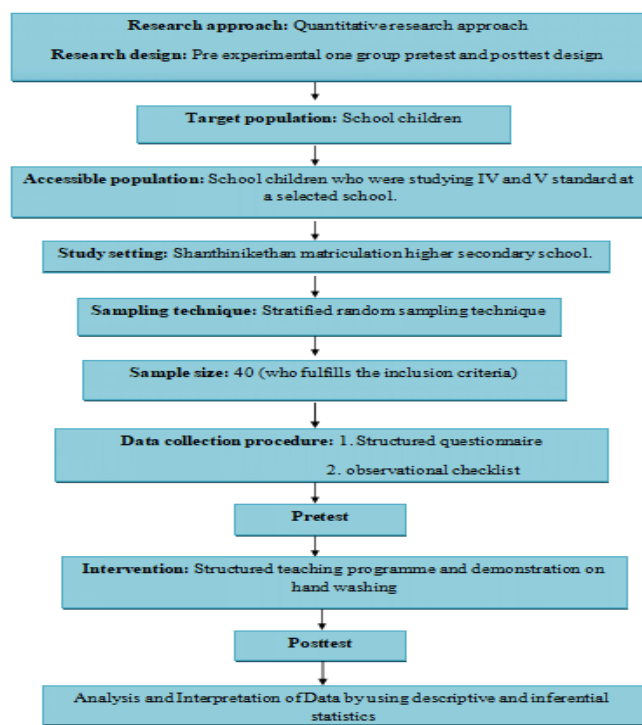 Research approach: Quantitative research approach
Research design: Pre experimental one group pretest and posttest design
Target population: School children
Accessible population: School children who were studying IV and V standard at
a selected school.
Study setting: Shanthinikethan matriculation higher secondary school.
Sampling technique: Stratified random sampling technique
Sample size: 40 (who fulfills the inclusion criteria)
Data collection procedure: 1. Structured questionnaire
2. observational checklist
Pretest
Intervention: Structured teaching programme and demonstration on
hand washing
Posttest
Analysis and Interpretation of Data by using descriptive and inferential
statistics